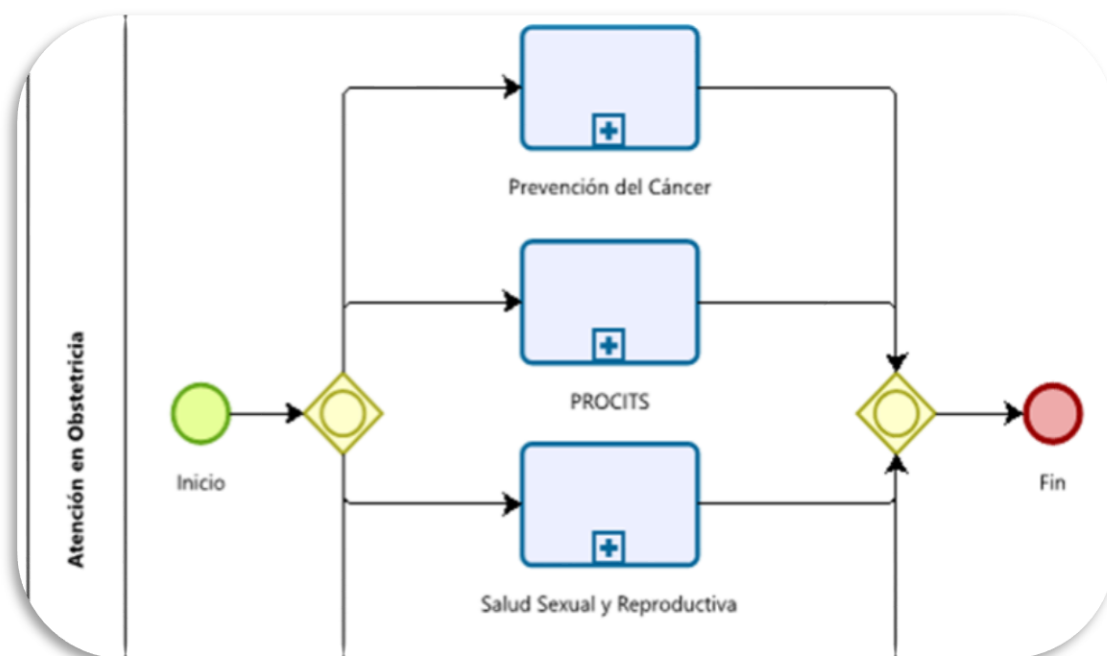 Atención en Obstetricia
Prevención del Cáncer
PROCITS
Inicio
Fin
Salud Sexual y Reproductiva